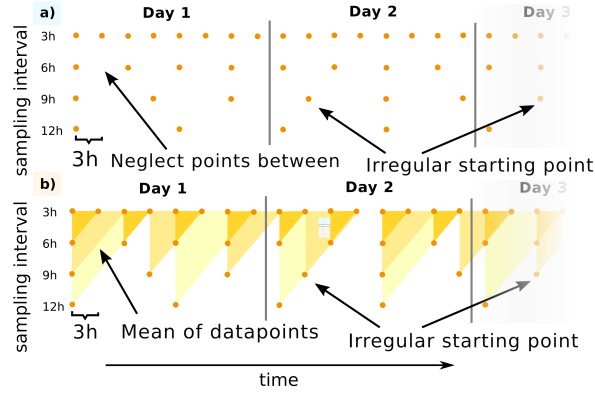 a)
Day 1
Day 2
Day 3
sampling interval
3h
6h
9h
12h
3h
Neglect points between
Irregular starting point
b)
Day 1
Day 2
Day 3
sampling interval
3h
6h
9h
12h
3h
Mean of datapoints
Irregular starting point
time